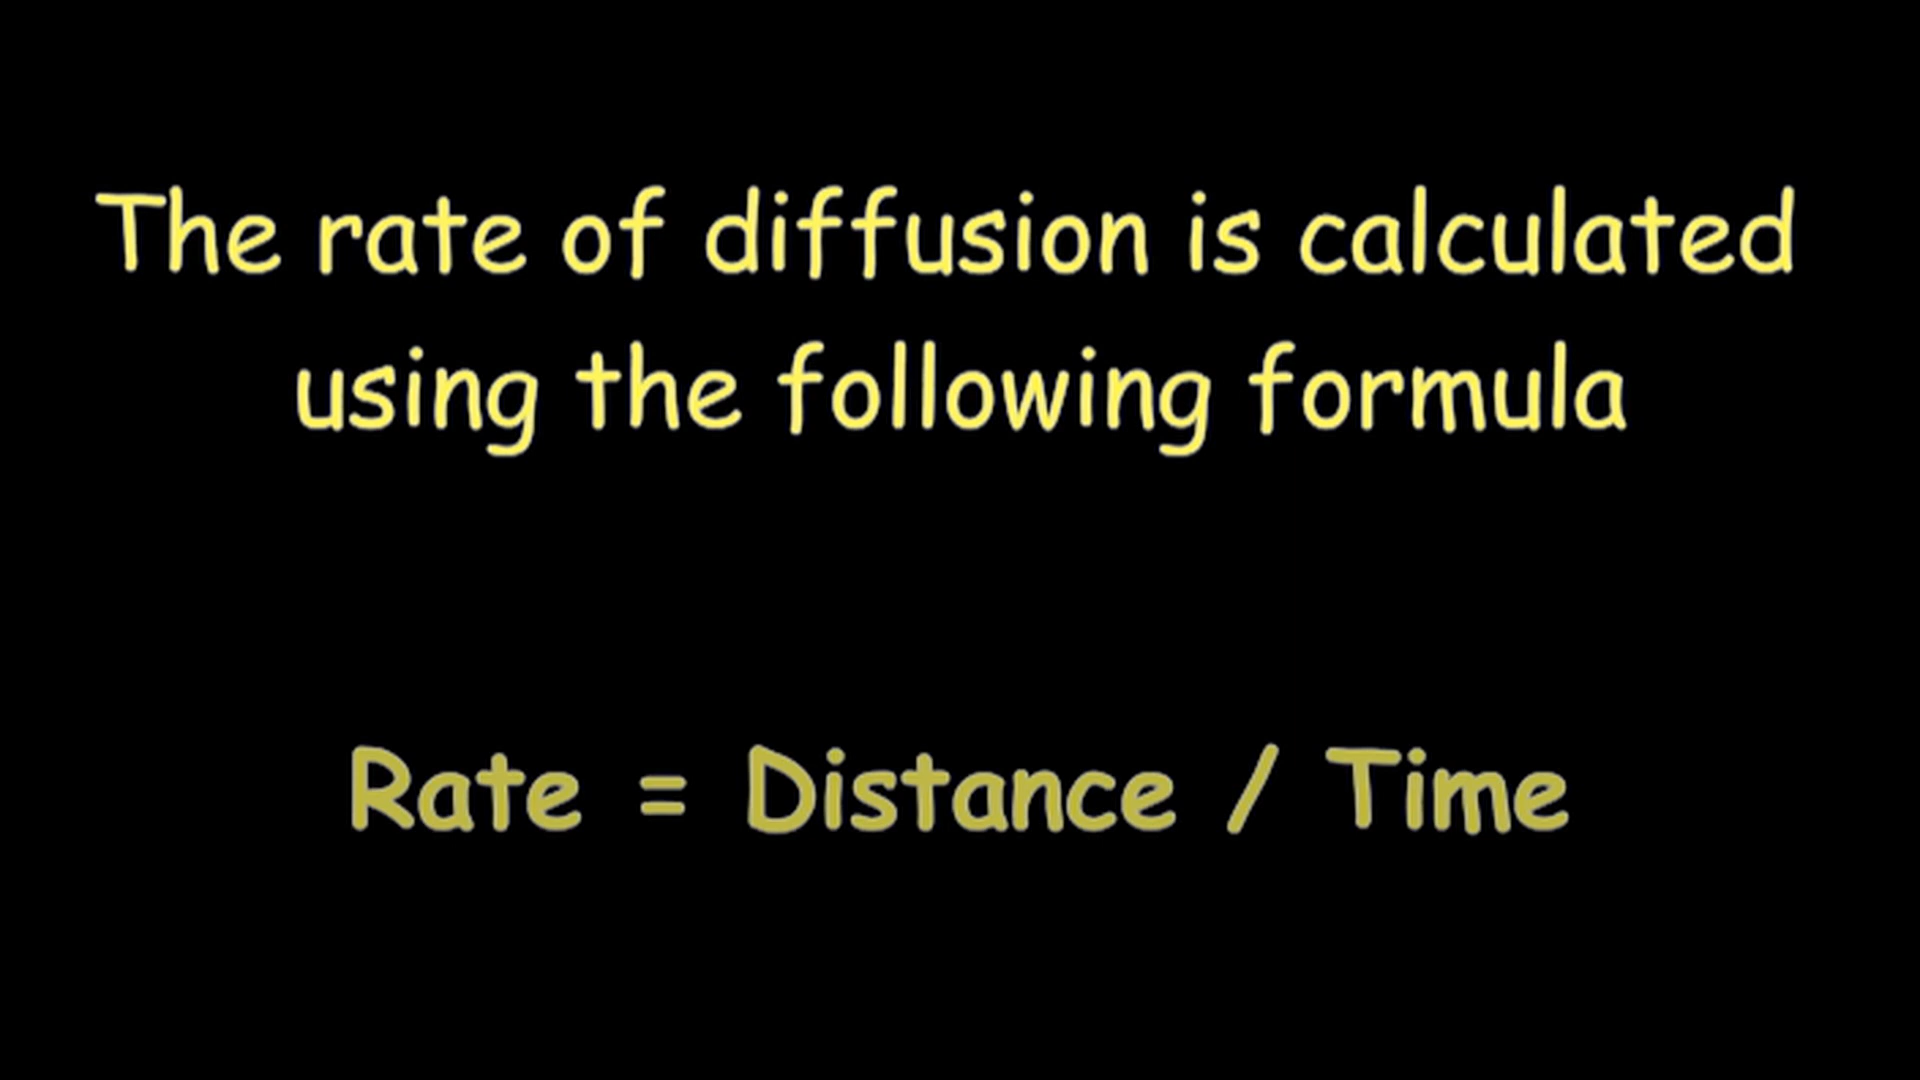 The rate of diffusion is calculated
using the following formula
Rate = Distance / Time